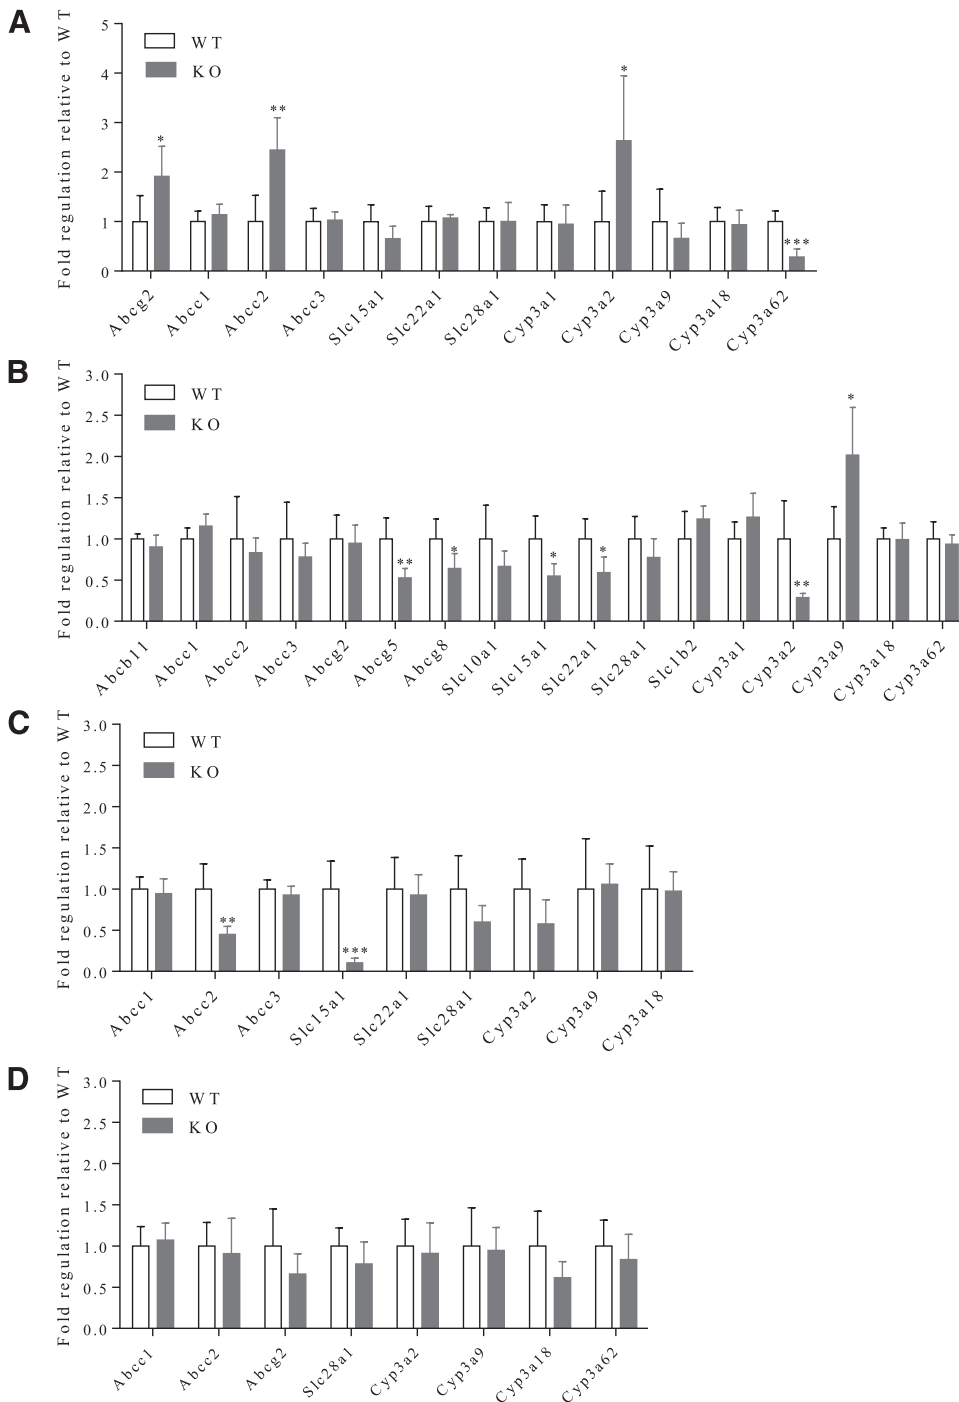 A
Fold regulation relative to WT
5
4
3
2
1
0
WT
KO
*
**
*
***
Abcg2
Abcc1
Abcc2
Abcc3
Slc15a1
Slc22a1
Slc28a1
Cyp3a1
Cyp3a2
Cyp3a9
Cyp3a18
Cyp3a62
B
Fold regulation relative to WT
3.0
2.5
2.0
1.5
1.0
0.5
0.0
WT
KO
**
*
*
*
**
*
Abcb11
Abcc1
Abcc2
Abcc3
Abcg2
Abcg5
Abcg8
Slc10a1
Slc15a1
Slc22a1
Slc28a1
Slc1b2
Cyp3a1
Cyp3a2
Cyp3a9
Cyp3a18
Cyp3a62
C
Fold regulation relative to WT
3.0
2.5
2.0
1.5
1.0
0.5
0.0
WT
KO
**
***
Abcc1
Abcc2
Abcc3
Slc15a1
Slc22a1
Slc28a1
Cyp3a2
Cyp3a9
Cyp3a18
D
Fold regulation relative to WT
3.0
2.5
2.0
1.5
1.0
0.5
0.0
WT
KO
Abcc1
Abcc2
Abcg2
Slc28a1
Cyp3a2
Cyp3a9
Cyp3a18
Cyp3a62